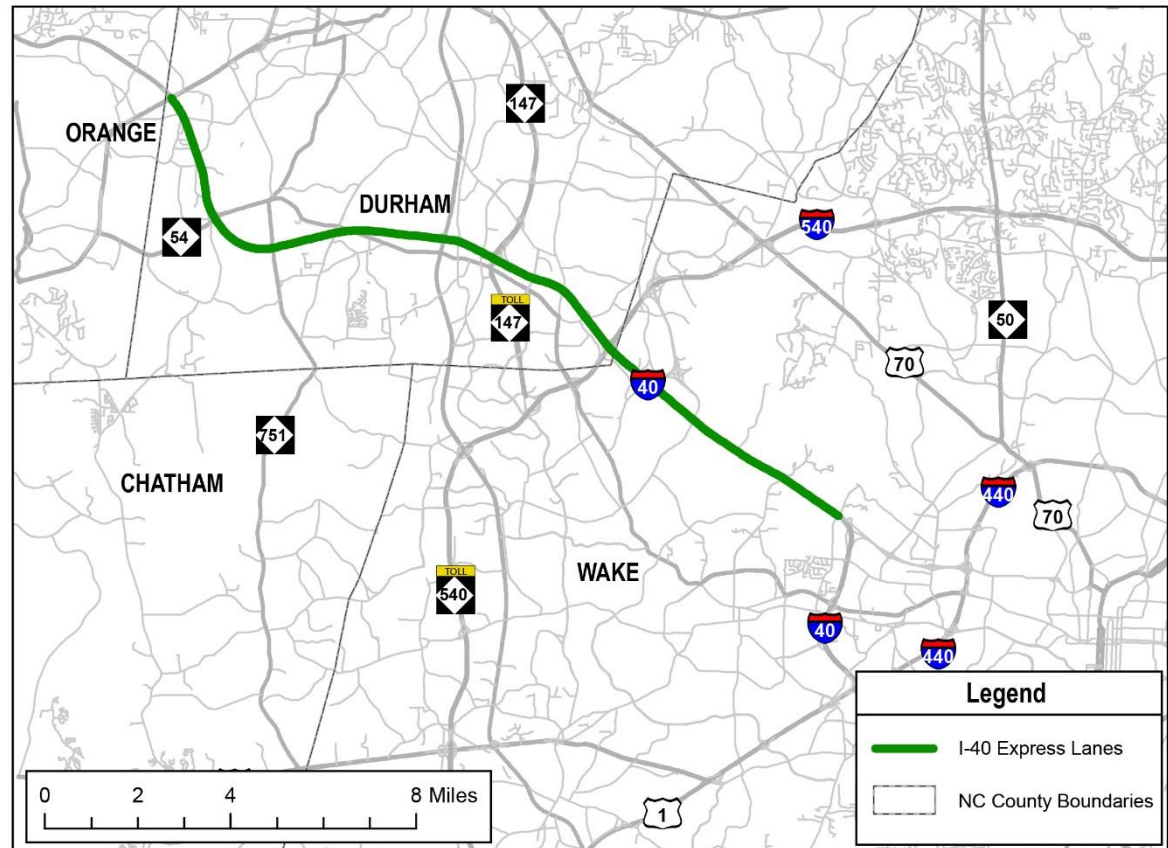 147
ORANGE
DURHAM
54
540
TOLL
147
50
70
40
751
CHATHAM
440
70
WAKE
TOLL
540
40
440
Legend
I-40 Express Lanes
NC County Boundaries
0 2 4 8 Miles
1